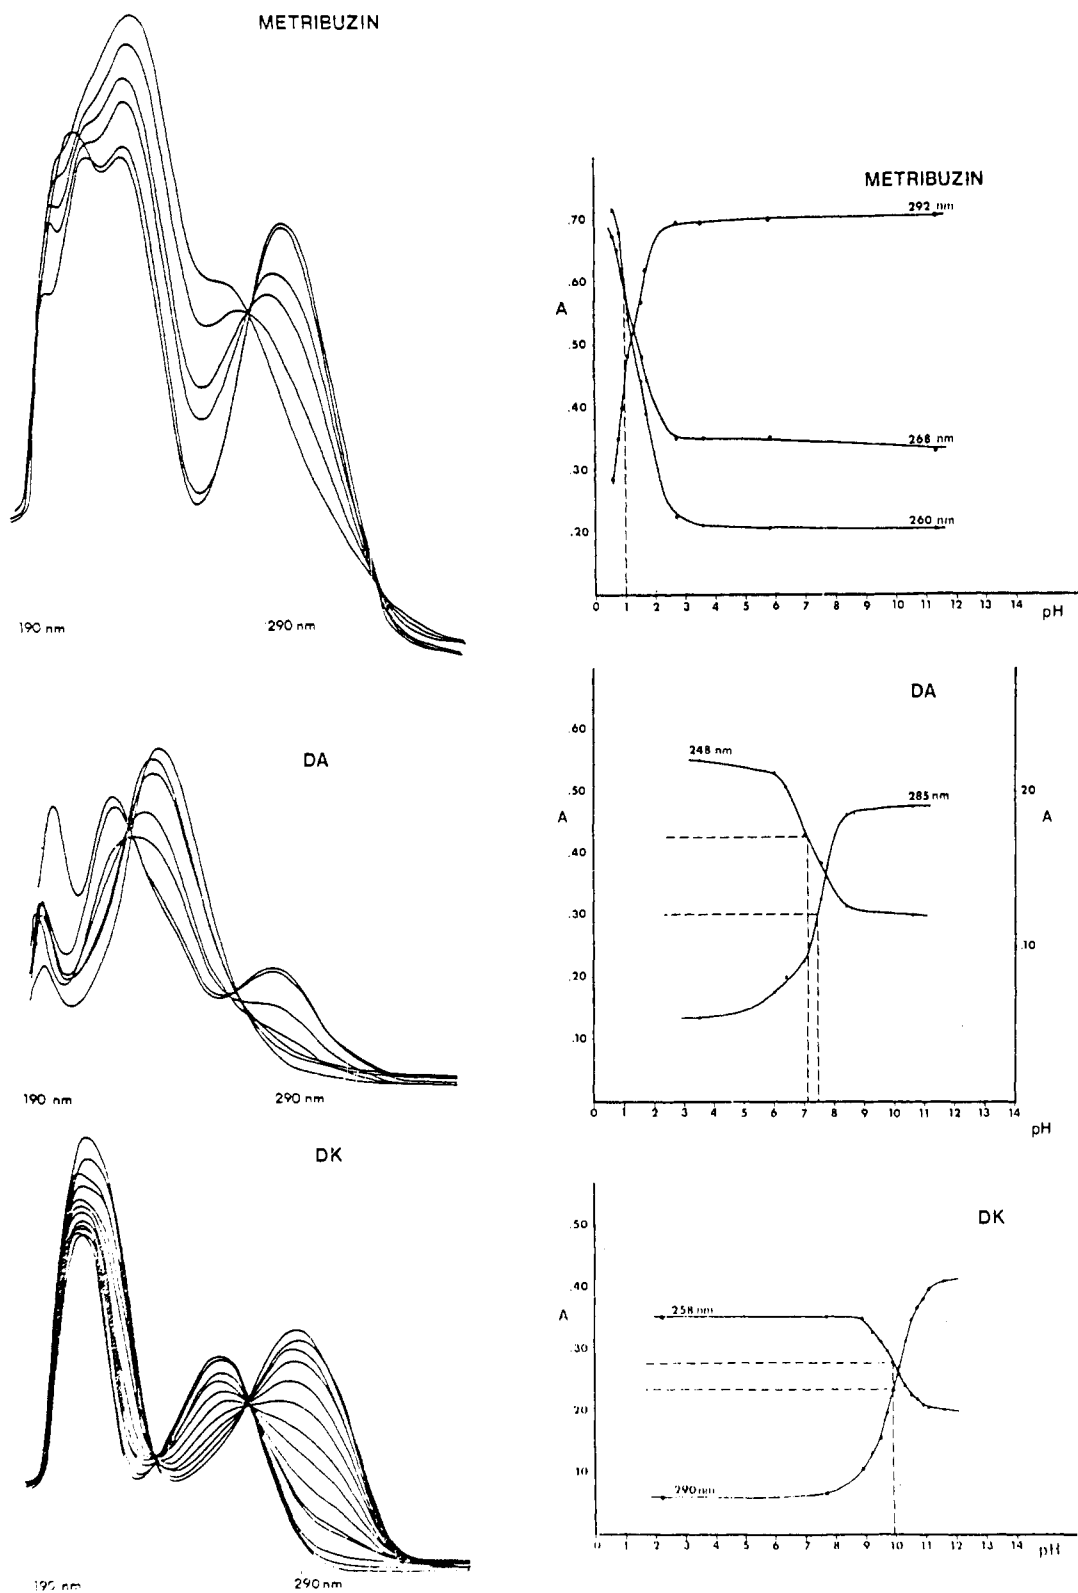 METRIBUZIN
190 nm
290 nm
METRIBUZIN
292 nm
.70
.60
A
.50
.40
268 nm
.30
260 nm
.20
0 1 2 3 4 5 6 7 8 9 10 11 12 13 14
pH
DA
190 nm
290 nm
DA
.60
248 nm
.50
285 nm
20
A
A
.40
.30
.10
.20
.10
0 1 2 3 4 5 6 7 8 9 10 11 12 13 14
pH
DK
195 nm
290 nm
DK
.50
.40
258 nm
A
.30
.20
290 nm
.10
0 1 2 3 4 5 6 7 8 9 10 11 12 13 14
pH